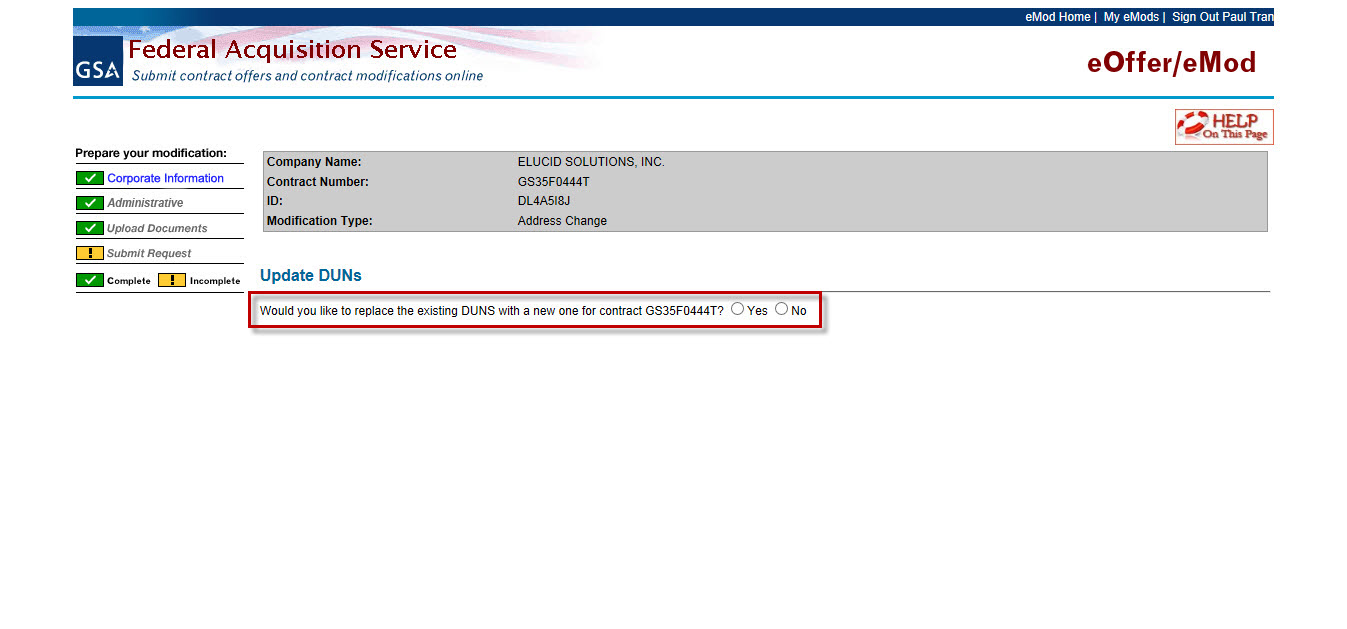 eMod Home | My eMods | Sign Out Paul Tran
GSA
Federal Acquisition Service
Submit contract offers and contract modifications online
eOffer/eMod
HELP
On This Page
Prepare your modification:
Corporate Information
Administrative
Upload Documents
! Submit Request
Complete ! Incomplete
Company Name: ELUCID SOLUTIONS, INC.
Contract Number: GS35F0444T
ID: DL4A5I8J
Modification Type: Address Change
Update DUNs
Would you like to replace the existing DUNS with a new one for contract GS35F0444T? Yes No